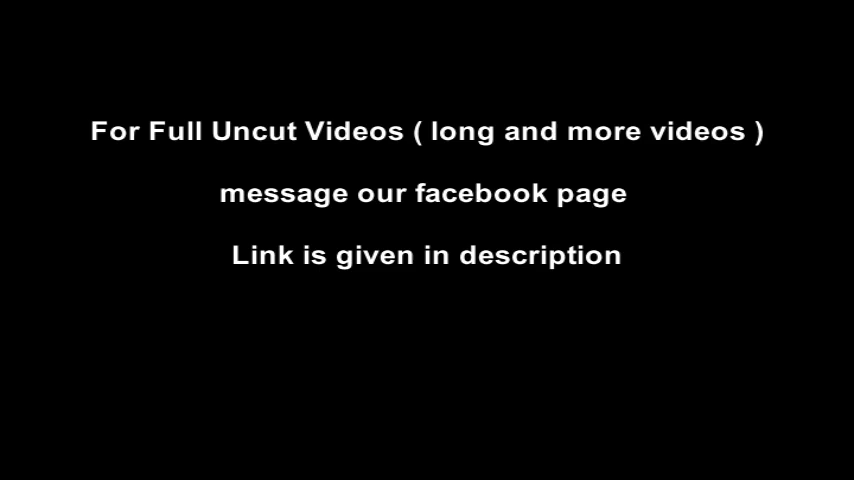 For Full Uncut Videos ( long and more videos )
message our facebook page
Link is given in description